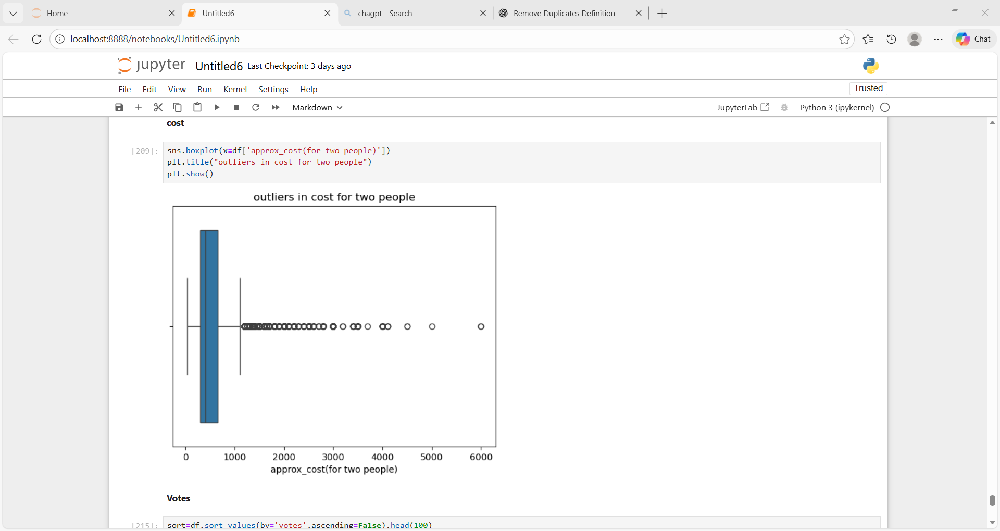 Home
Untitled6
chagpt - Search
Remove Duplicates Definition
localhost:8888/notebooks/Untitled6.ipynb
Chat
jupyter Untitled6 Last Checkpoint: 3 days ago
File Edit View Run Kernel Settings Help
Trusted
Markdown
JupyterLab
Python 3 (ipykernel)
cost
[209]:
sns.boxplot(x=df['approx_cost(for two people)'])
plt.title("outliers in cost for two people")
plt.show()
outliers in cost for two people
0 1000 2000 3000 4000 5000 6000
approx_cost(for two people)
Votes
[215]:
sort=df.sort_values(by='votes',ascending=False).head(100)